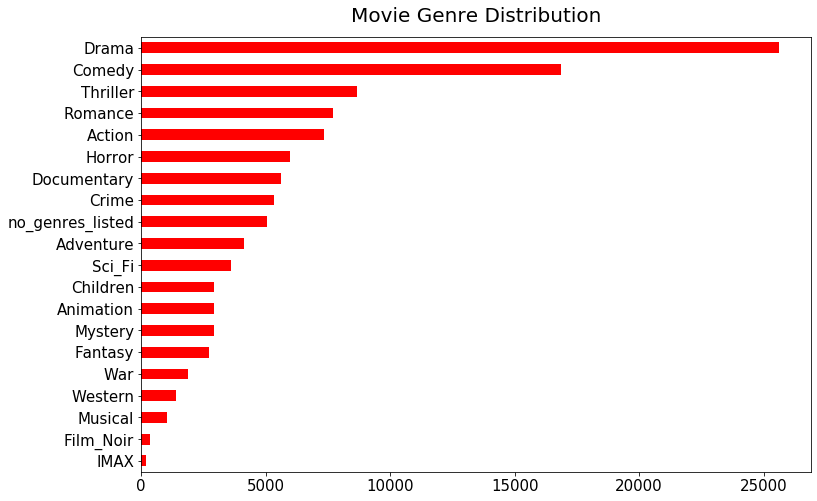 Movie Genre Distribution
Drama
Comedy
Thriller
Romance
Action
Horror
Documentary
Crime
no_genres_listed
Adventure
Sci_Fi
Children
Animation
Mystery
Fantasy
War
Western
Musical
Film_Noir
IMAX
0 5000 10000 15000 20000 25000